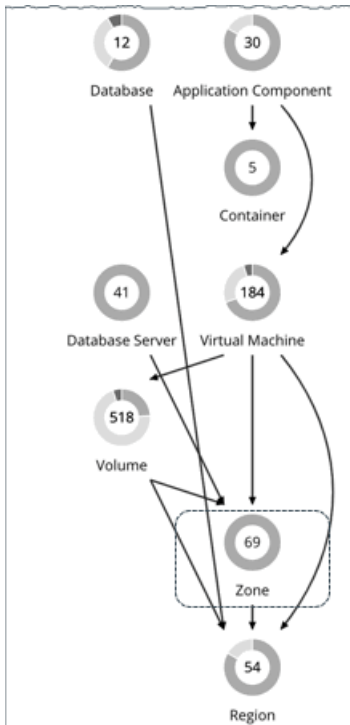 12
30
Database
Application Component
5
Container
41
184
Database Server
Virtual Machine
518
Volume
69
Zone
54
Region